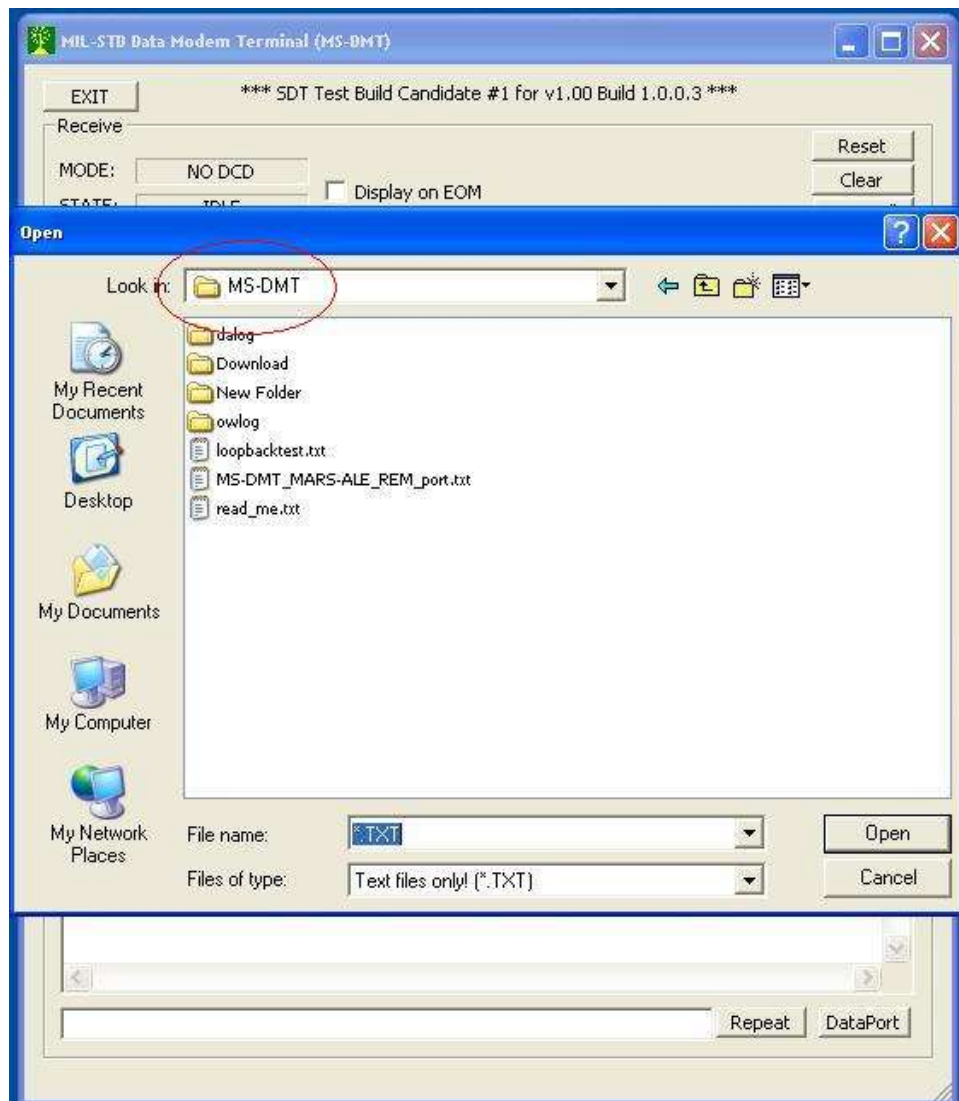 MIL-STD Data Modem Terminal (MS-DMT)
EXIT
*** SDT Test Build Candidate #1 for v1.00 Build 1.0.0.3 ***
Receive
Reset
MODE:
NO DCD
Display on EOM
Clear
STATE:
IDLE
Open
Look in:
MS-DMT
dalog
Download
New Folder
owlog
loopbacktest.txt
MS-DMT_MARS-ALE_REM_port.txt
read_me.txt
My Recent
Documents
Desktop
My Documents
My Computer
My Network
Places
File name:
*.TXT
Open
Files of type:
Text files only! (*.TXT)
Cancel
Repeat
DataPort